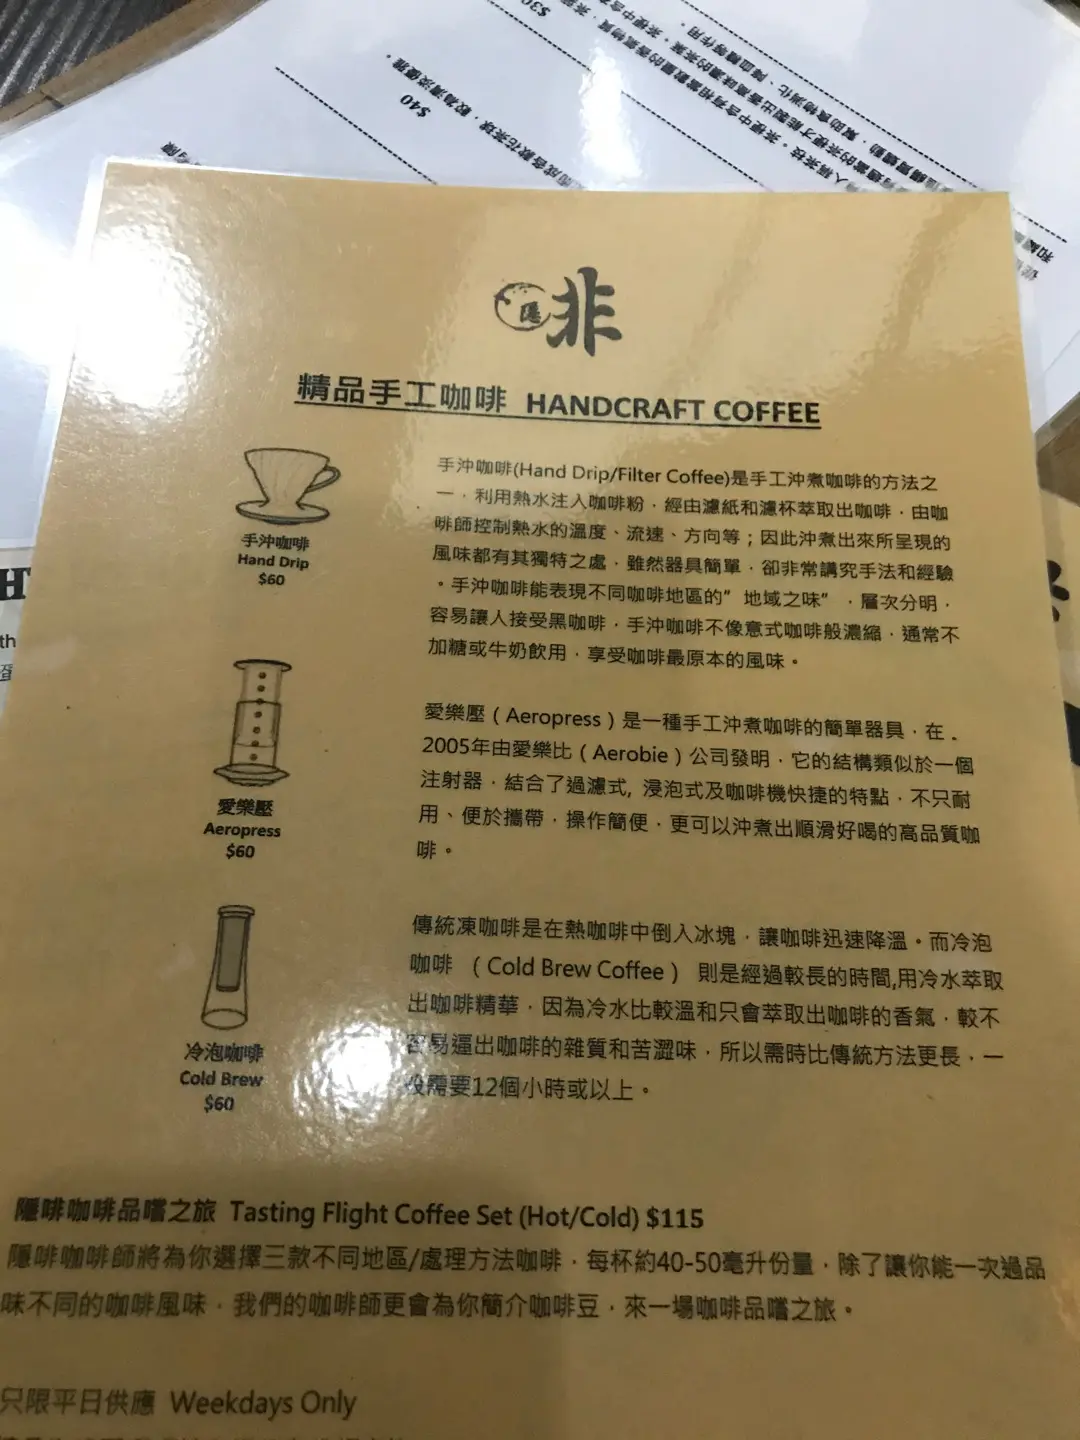 $30
$40
隱
啡
精品手工咖啡 HANDCRAFT COFFEE
手沖咖啡
Hand Drip
$60
手沖咖啡(Hand Drip/Filter Coffee)是手工沖煮咖啡的方法之
一，利用熱水注入咖啡粉，經由濾紙和濾杯萃取出咖啡，由咖
啡師控制熱水的溫度、流速、方向等；因此沖煮出來所呈現的
風味都有其獨特之處，雖然器具簡單，卻非常講究手法和經驗
。手沖咖啡能表現不同咖啡地區的”地域之味”，層次分明，
容易讓人接受黑咖啡，手沖咖啡不像意式咖啡般濃縮，通常不
加糖或牛奶飲用，享受咖啡最原本的風味。
愛樂壓
Aeropress
$60
愛樂壓（Aeropress）是一種手工沖煮咖啡的簡單器具，在
2005年由愛樂比（Aerobie）公司發明，它的結構類似於一個
注射器，結合了過濾式, 浸泡式及咖啡機快捷的特點，不只耐
用、便於攜帶，操作簡便，更可以沖煮出順滑好喝的高品質咖
啡。
冷泡咖啡
Cold Brew
$60
傳統凍咖啡是在熱咖啡中倒入冰塊，讓咖啡迅速降溫。而冷泡
咖啡 （Cold Brew Coffee） 則是經過較長的時間,用冷水萃取
出咖啡精華，因為冷水比較溫和只會萃取出咖啡的香氣，較不
容易逼出咖啡的雜質和苦澀味，所以需時比傳統方法更長，一
般需要12個小時或以上。
隱啡咖啡品嚐之旅 Tasting Flight Coffee Set (Hot/Cold) $115
隱啡咖啡師將為你選擇三款不同地區/處理方法咖啡，每杯約40-50毫升份量，除了讓你能一次過品
味不同的咖啡風味，我們的咖啡師更會為你簡介咖啡豆，來一場咖啡品嚐之旅。
只限平日供應 Weekdays Only